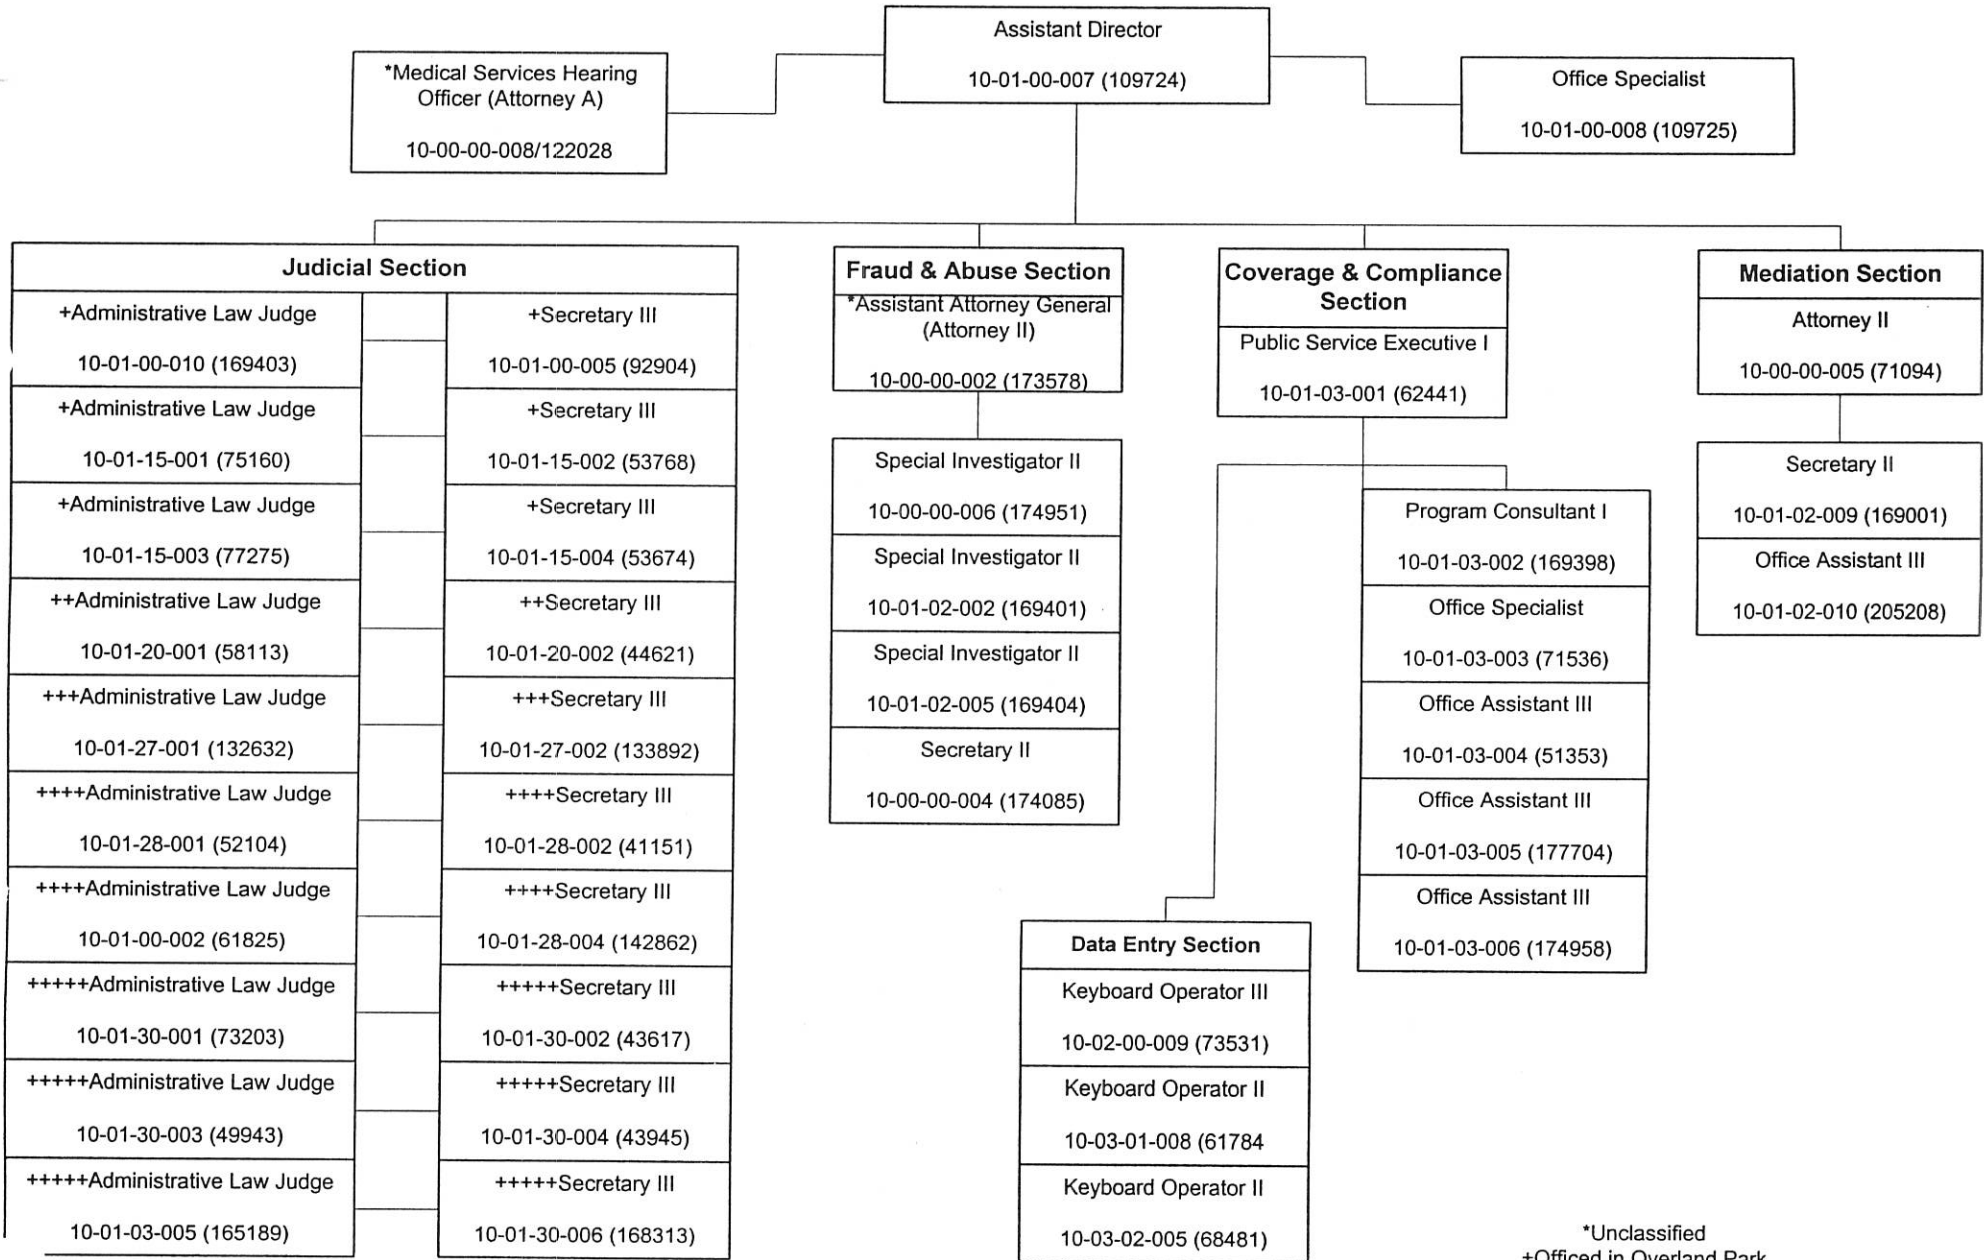 Assistant Director
10-01-00-007 (109724)
*Medical Services Hearing
Officer (Attorney A)
10-00-00-008/122028
Office Specialist
10-01-00-008 (109725)
Judicial Section
+Administrative Law Judge
10-01-00-010 (169403)
+Secretary III
10-01-00-005 (92904)
+Administrative Law Judge
10-01-15-001 (75160)
+Secretary III
10-01-15-002 (53768)
+Administrative Law Judge
10-01-15-003 (77275)
+Secretary III
10-01-15-004 (53674)
++Administrative Law Judge
10-01-20-001 (58113)
++Secretary III
10-01-20-002 (44621)
+++Administrative Law Judge
10-01-27-001 (132632)
+++Secretary III
10-01-27-002 (133892)
++++Administrative Law Judge
10-01-28-001 (52104)
++++Secretary III
10-01-28-002 (41151)
++++Administrative Law Judge
10-01-00-002 (61825)
++++Secretary III
10-01-28-004 (142862)
+++++Administrative Law Judge
10-01-30-001 (73203)
+++++Secretary III
10-01-30-002 (43617)
+++++Administrative Law Judge
10-01-30-003 (49943)
+++++Secretary III
10-01-30-004 (43945)
+++++Administrative Law Judge
10-01-03-005 (165189)
+++++Secretary III
10-01-30-006 (168313)
Fraud & Abuse Section
*Assistant Attorney General
(Attorney II)
10-00-00-002 (173578)
Special Investigator II
10-00-00-006 (174951)
Special Investigator II
10-01-02-002 (169401)
Special Investigator II
10-01-02-005 (169404)
Secretary II
10-00-00-004 (174085)
Coverage & Compliance
Section
Public Service Executive I
10-01-03-001 (62441)
Program Consultant I
10-01-03-002 (169398)
Office Specialist
10-01-03-003 (71536)
Office Assistant III
10-01-03-004 (51353)
Office Assistant III
10-01-03-005 (177704)
Office Assistant III
10-01-03-006 (174958)
Data Entry Section
Keyboard Operator III
10-02-00-009 (73531)
Keyboard Operator II
10-03-01-008 (61784
Keyboard Operator II
10-03-02-005 (68481)
Mediation Section
Attorney II
10-00-00-005 (71094)
Secretary II
10-01-02-009 (169001)
Office Assistant III
10-01-02-010 (205208)
*Unclassified
+Officed in Overland Park